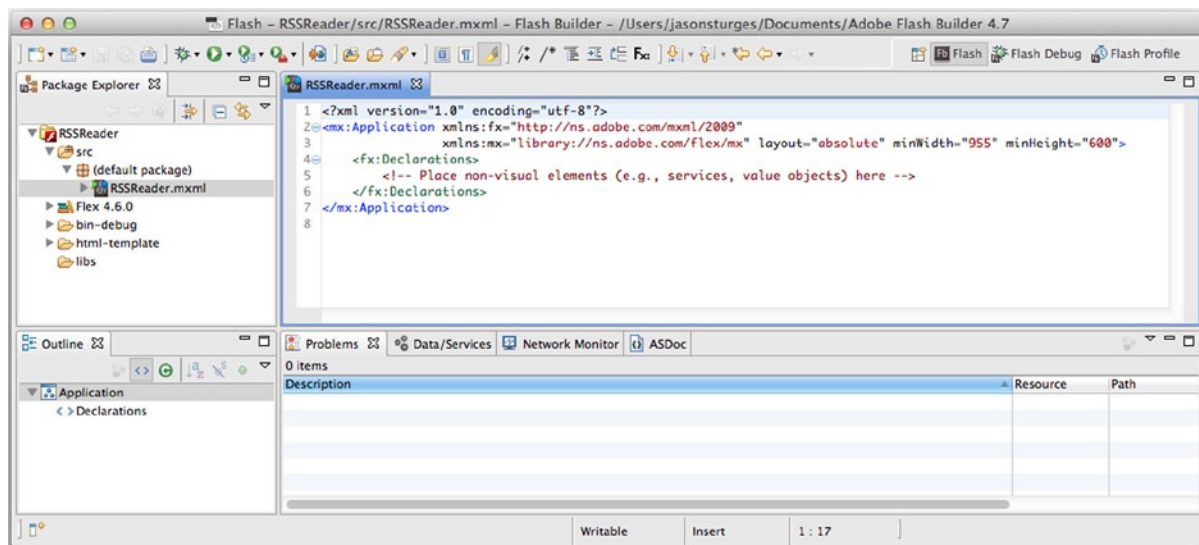 Flash – RSSReader/src/RSSReader.mxml – Flash Builder – /Users/jasonsturges/Documents/Adobe Flash Builder 4.7
Fb Flash Flash Debug Flash Profile
Package Explorer
RSSReader
src
(default package)
RSSReader.mxml
Flex 4.6.0
bin-debug
html-template
libs
RSSReader.mxml
1 <?xml version="1.0" encoding="utf-8"?>
2 <mx:Application xmlns:fx="http://ns.adobe.com/mxml/2009"
3 xmlns:mx="library://ns.adobe.com/flex/mx" layout="absolute" minWidth="955" minHeight="600">
4 <fx:Declarations>
5 <!-- Place non-visual elements (e.g., services, value objects) here -->
6 </fx:Declarations>
7 </mx:Application>
8
Outline
Application
Declarations
Problems Data/Services Network Monitor ASDoc
0 items
Description Resource Path
Writable Insert 1 : 17